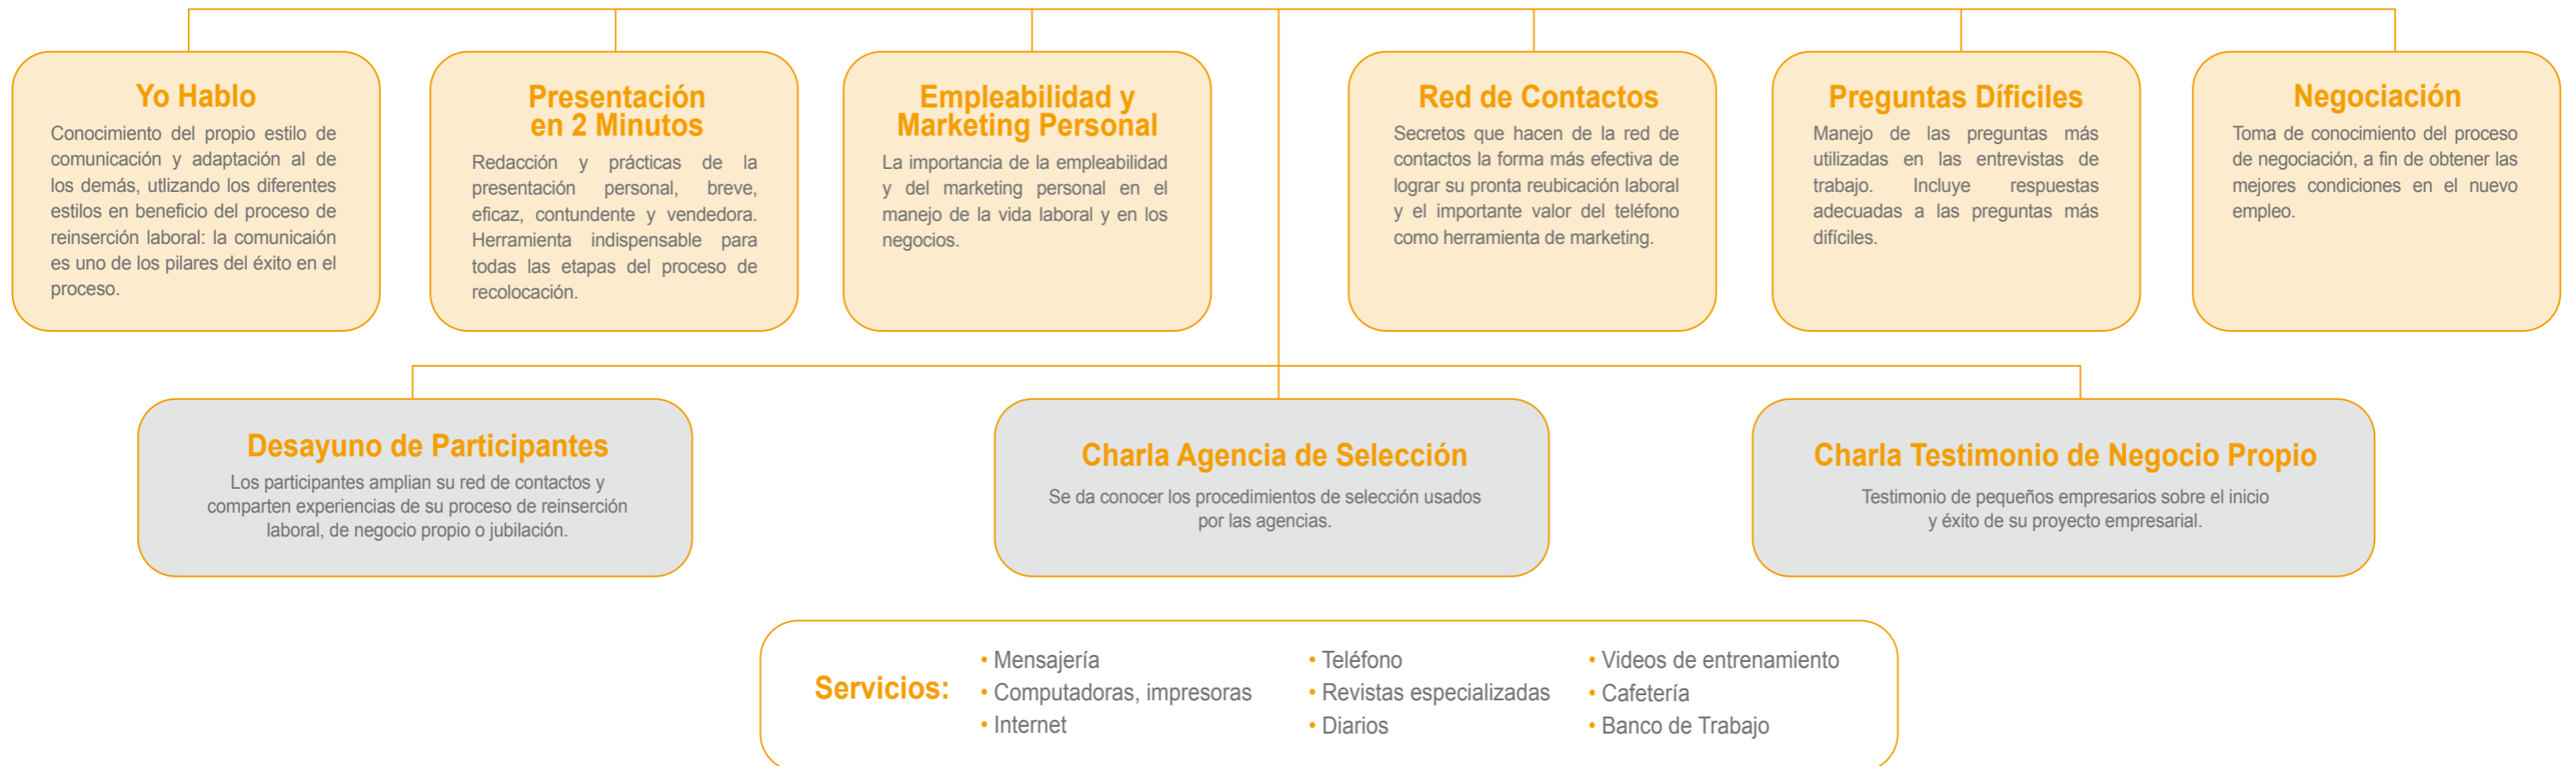 Yo Hablo
Conocimiento del propio estilo de
comunicación y adaptación al de
los demás, utlizando los diferentes
estilos en beneficio del proceso de
reinserción laboral: la comunicaión
es uno de los pilares del éxito en el
proceso.
Presentación
en 2 Minutos
Redacción y prácticas de la
presentación personal, breve,
eficaz, contundente y vendedora.
Herramienta indispensable para
todas las etapas del proceso de
recolocación.
Empleabilidad y
Marketing Personal
La importancia de la empleabilidad
y del marketing personal en el
manejo de la vida laboral y en los
negocios.
Red de Contactos
Secretos que hacen de la red de
contactos la forma más efectiva de
lograr su pronta reubicación laboral
y el importante valor del teléfono
como herramienta de marketing.
Preguntas Díficiles
Manejo de las preguntas más
utilizadas en las entrevistas de
trabajo. Incluye respuestas
adecuadas a las preguntas más
difíciles.
Negociación
Toma de conocimiento del proceso
de negociación, a fin de obtener las
mejores condiciones en el nuevo
empleo.
Desayuno de Participantes
Los participantes amplian su red de contactos y
comparten experiencias de su proceso de reinserción
laboral, de negocio propio o jubilación.
Charla Agencia de Selección
Se da conocer los procedimientos de selección usados
por las agencias.
Charla Testimonio de Negocio Propio
Testimonio de pequeños empresarios sobre el inicio
y éxito de su proyecto empresarial.
Servicios:
• Mensajería
• Computadoras, impresoras
• Internet
• Teléfono
• Revistas especializadas
• Diarios
• Videos de entrenamiento
• Cafetería
• Banco de Trabajo